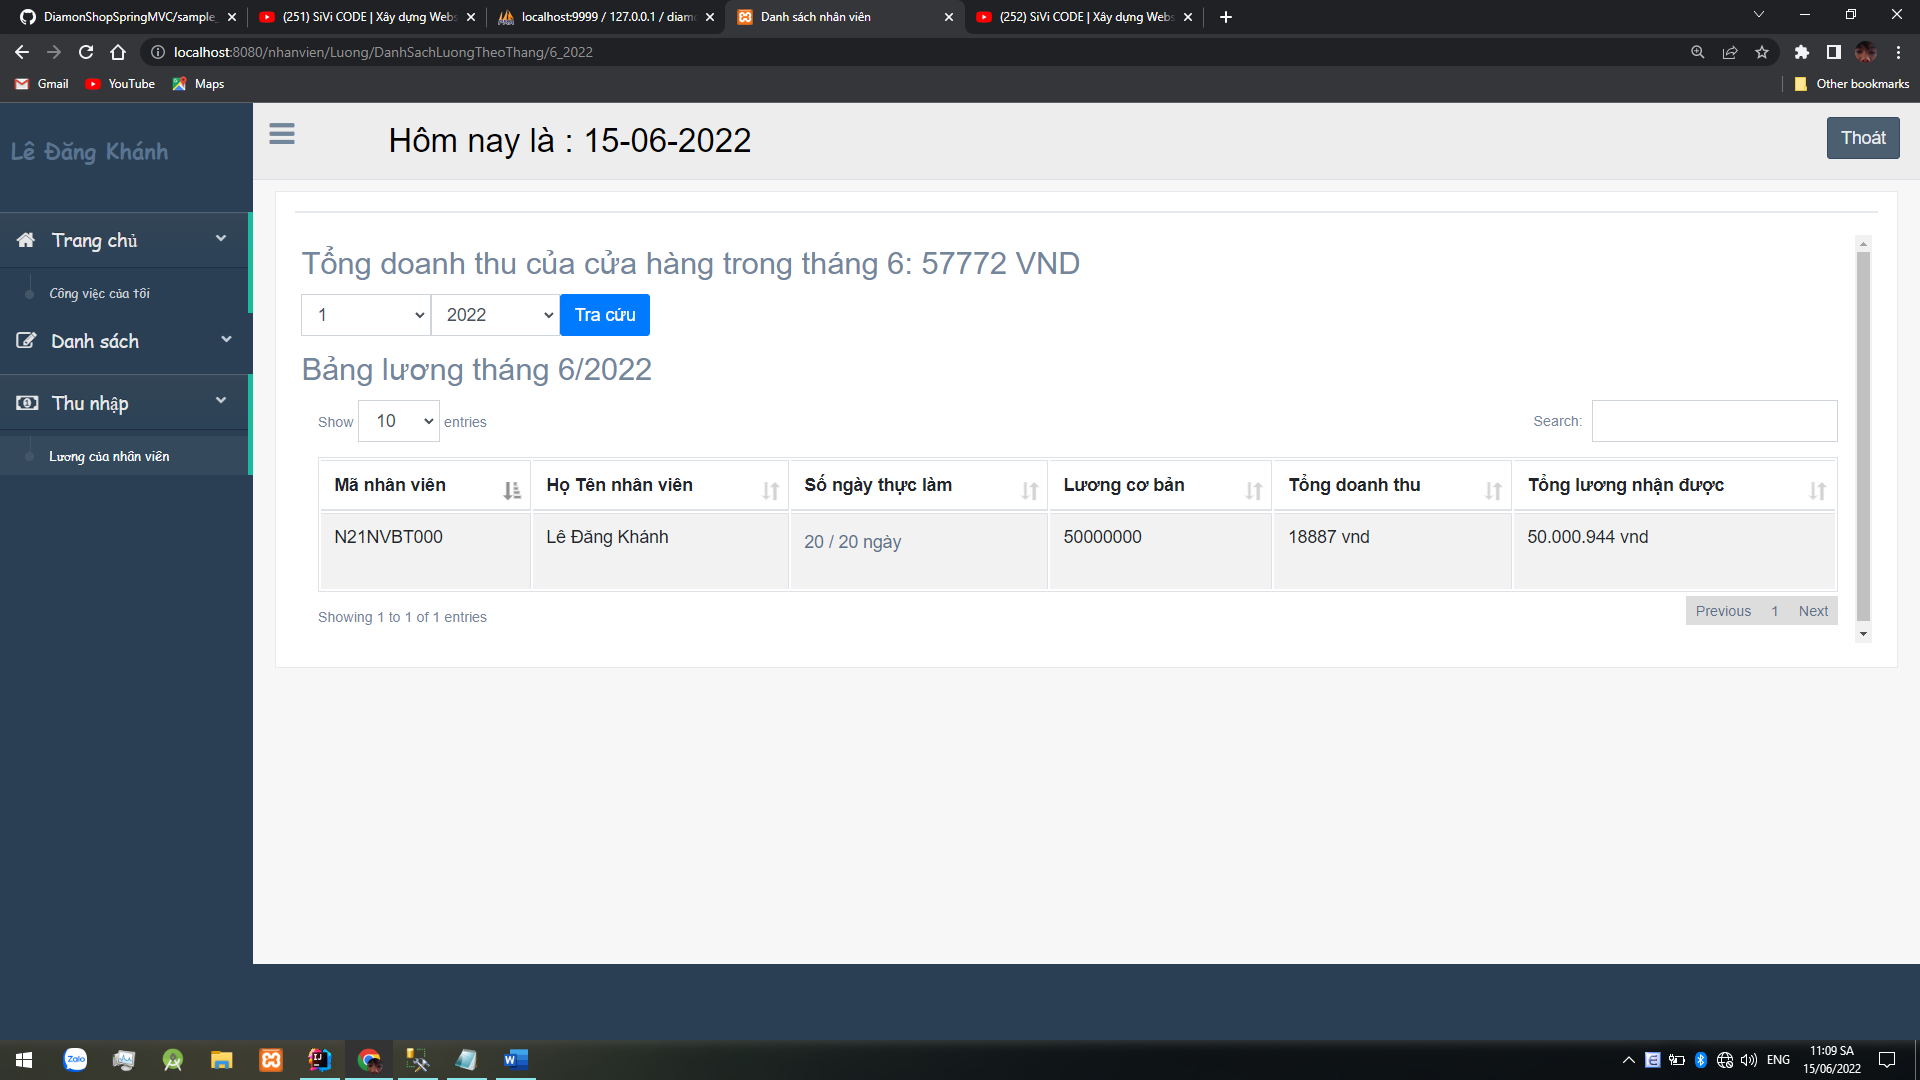 DiamonShopSpringMVC/sample_
(251) SiVi CODE | Xây dựng Webs
localhost:9999 / 127.0.0.1 / diamo
Danh sách nhân viên
(252) SiVi CODE | Xây dựng Webs
localhost:8080/nhanvien/Luong/DanhSachLuongTheoThang/6_2022
Gmail
YouTube
Maps
Other bookmarks
Lê Đăng Khánh
Hôm nay là : 15-06-2022
Thoát
Trang chủ
Công việc của tôi
Danh sách
Thu nhập
Lương của nhân viên
Tổng doanh thu của cửa hàng trong tháng 6: 57772 VND
1
2022
Tra cứu
Bảng lương tháng 6/2022
Show 10 entries
Search:
Mã nhân viên
Họ Tên nhân viên
Số ngày thực làm
Lương cơ bản
Tổng doanh thu
Tổng lương nhận được
N21NVBT000
Lê Đăng Khánh
20 / 20 ngày
50000000
18887 vnd
50.000.944 vnd
Showing 1 to 1 of 1 entries
Previous 1 Next
Zalo
ENG
11:09 SA
15/06/2022